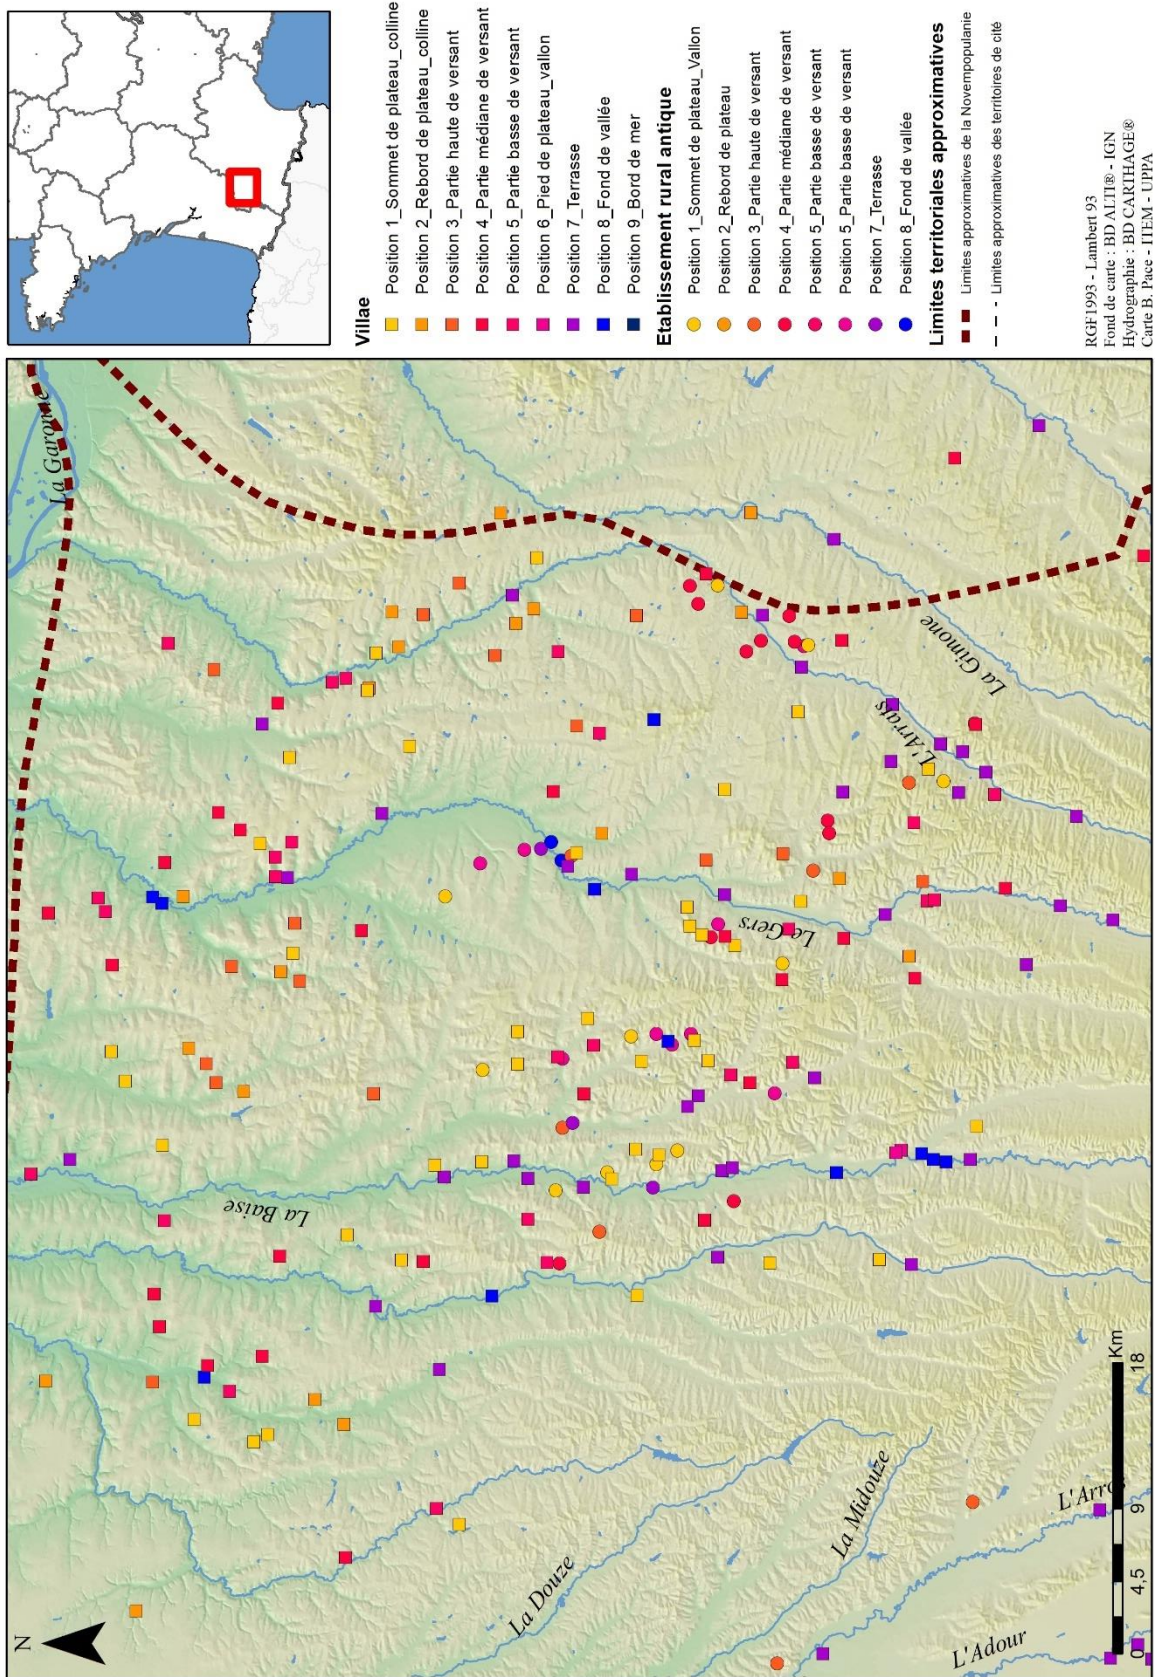 N
La Garonne
La Gimone
L'Arrats
Le Gers
La Baise
La Douze
La Midouze
L'Arro
L'Adour
0 4,5 9 18
Km
Villae
Position 1_Sommet de plateau_colline
Position 2_Rebord de plateau_colline
Position 3_Partie haute de versant
Position 4_Partie médiane de versant
Position 5_Partie basse de versant
Position 6_Pied de plateau_vallon
Position 7_Terrasse
Position 8_Fond de vallée
Position 9_Bord de mer
Etablissement rural antique
Position 1_Sommet de plateau_Vallon
Position 2_Rebord de plateau
Position 3_Partie haute de versant
Position 4_Partie médiane de versant
Position 5_Partie basse de versant
Position 5_Partie basse de versant
Position 7_Terrasse
Position 8_Fond de vallée
Limites territoriales approximatives
Limites approximatives de la Novempopulanie
Limites approximatives des territoires de cité
RGF 1993 - Lambert 93
Fond de carte : BD ALTI® - IGN
Hydrographie : BD CARTHAGE®
Carte B. Pace - ITEM - UPPA